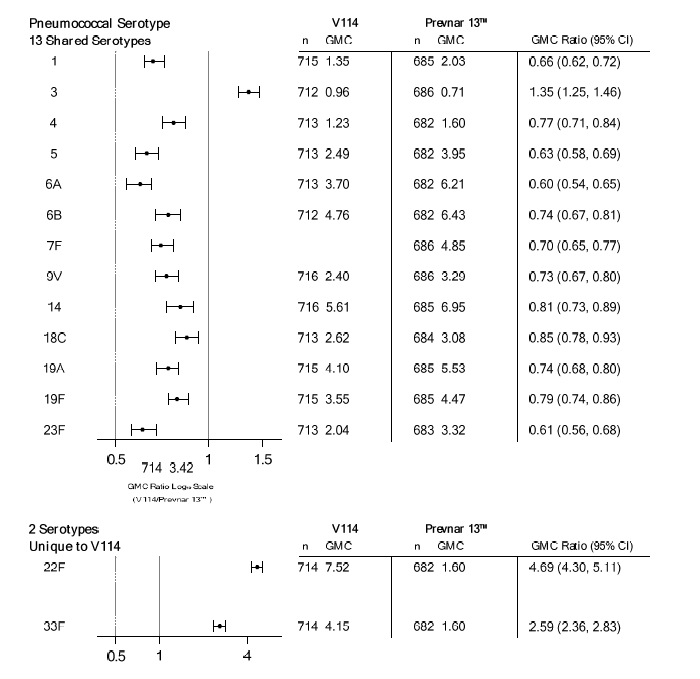 Pneumococcal Serotype V114 Prevnar 13™
13 Shared Serotypes n GMC n GMC GMC Ratio (95% CI)
1 715 1.35 685 2.03 0.66 (0.62, 0.72)
3 712 0.96 686 0.71 1.35 (1.25, 1.46)
4 713 1.23 682 1.60 0.77 (0.71, 0.84)
5 713 2.49 682 3.95 0.63 (0.58, 0.69)
6A 713 3.70 682 6.21 0.60 (0.54, 0.65)
6B 712 4.76 682 6.43 0.74 (0.67, 0.81)
7F 686 4.85 0.70 (0.65, 0.77)
9V 716 2.40 686 3.29 0.73 (0.67, 0.80)
14 716 5.61 685 6.95 0.81 (0.73, 0.89)
18C 713 2.62 684 3.08 0.85 (0.78, 0.93)
19A 715 4.10 685 5.53 0.74 (0.68, 0.80)
19F 715 3.55 685 4.47 0.79 (0.74, 0.86)
23F 713 2.04 683 3.32 0.61 (0.56, 0.68)
0.5 1 1.5
714 3.42
GMC Ratio Log₁₀ Scale
(V114/Prevnar 13™)
2 Serotypes V114 Prevnar 13™
Unique to V114 n GMC n GMC GMC Ratio (95% CI)
22F 714 7.52 682 1.60 4.69 (4.30, 5.11)
33F 714 4.15 682 1.60 2.59 (2.36, 2.83)
0.5 1 4